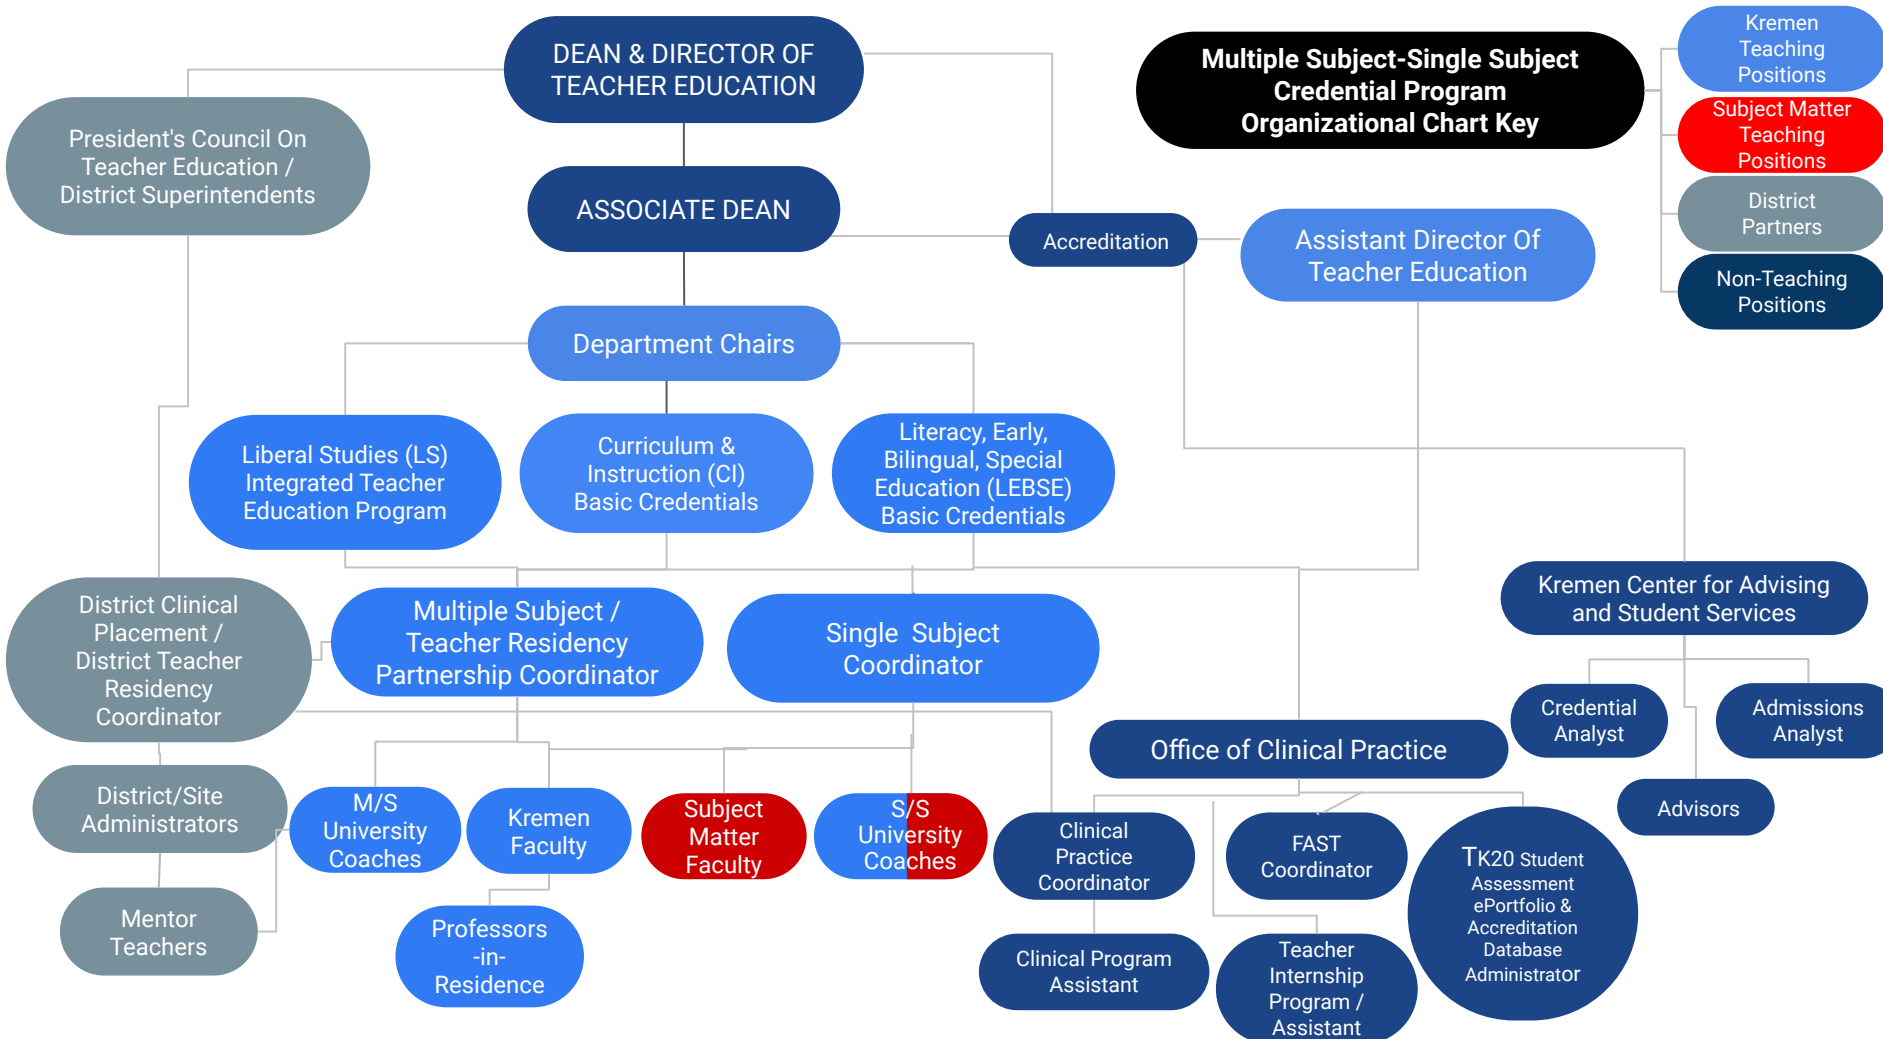 DEAN & DIRECTOR OF
TEACHER EDUCATION
Multiple Subject-Single Subject
Credential Program
Organizational Chart Key
Kremen
Teaching
Positions
Subject Matter
Teaching
Positions
District
Partners
Non-Teaching
Positions
President's Council On
Teacher Education /
District Superintendents
ASSOCIATE DEAN
Accreditation
Assistant Director Of
Teacher Education
Department Chairs
Liberal Studies (LS)
Integrated Teacher
Education Program
Curriculum &
Instruction (CI)
Basic Credentials
Literacy, Early,
Bilingual, Special
Education (LEBSE)
Basic Credentials
District Clinical
Placement /
District Teacher
Residency
Coordinator
Multiple Subject /
Teacher Residency
Partnership Coordinator
Single Subject
Coordinator
Kremen Center for Advising
and Student Services
Credential
Analyst
Admissions
Analyst
Advisors
Office of Clinical Practice
District/Site
Administrators
M/S
University
Coaches
Kremen
Faculty
Subject
Matter
Faculty
S/S
University
Coaches
Clinical
Practice
Coordinator
FAST
Coordinator
TK20 Student
Assessment
ePortfolio &
Accreditation
Database
Administrator
Mentor
Teachers
Professors
-in-
Residence
Clinical Program
Assistant
Teacher
Internship
Program /
Assistant